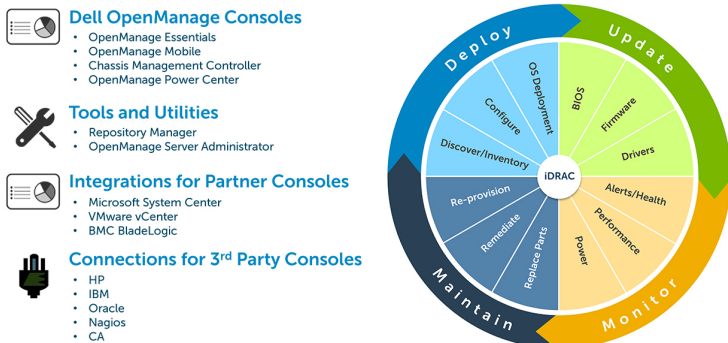 Dell OpenManage Consoles
• OpenManage Essentials
• OpenManage Mobile
• Chassis Management Controller
• OpenManage Power Center
Tools and Utilities
• Repository Manager
• OpenManage Server Administrator
Integrations for Partner Consoles
• Microsoft System Center
• VMware vCenter
• BMC BladeLogic
Connections for 3rd Party Consoles
• HP
• IBM
• Oracle
• Nagios
• CA
Deploy
Discover/Inventory
Configure
OS Deployment
Update
BIOS
Firmware
Drivers
iDRAC
Monitor
Alerts/Health
Performance
Power
Maintain
Replace Parts
Remediate
Re-provision